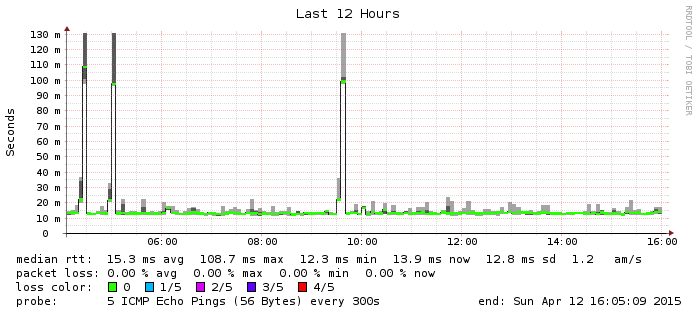 Last 12 Hours
RRDTOOL / TOBI OETIKER
Seconds
130 m
120 m
110 m
100 m
90 m
80 m
70 m
60 m
50 m
40 m
30 m
20 m
10 m
0
06:00 08:00 10:00 12:00 14:00 16:00
median rtt: 15.3 ms avg 108.7 ms max 12.3 ms min 13.9 ms now 12.8 ms sd 1.2 am/s
packet loss: 0.00 % avg 0.00 % max 0.00 % min 0.00 % now
loss color: 0 1/5 2/5 3/5 4/5
probe: 5 ICMP Echo Pings (56 Bytes) every 300s end: Sun Apr 12 16:05:09 2015